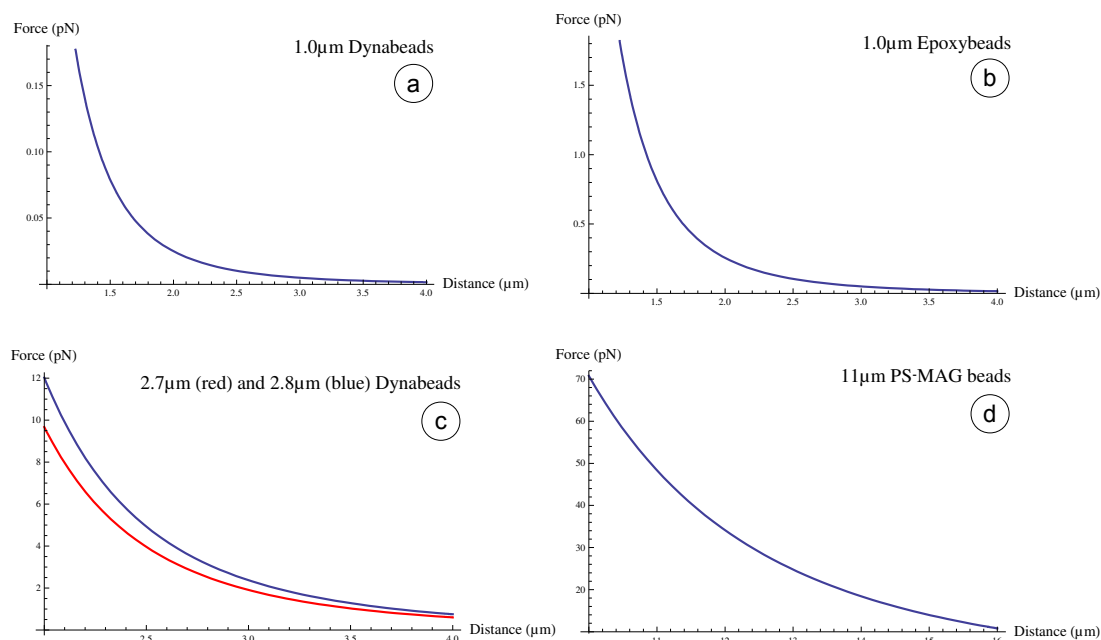 Force (pN)
1.0µm Dynabeads
a
0.15
0.10
0.05
1.5 2.0 2.5 3.0 3.5 4.0
Distance (µm)
Force (pN)
1.0µm Epoxybeads
b
1.5
1.0
0.5
1.5 2.0 2.5 3.0 3.5 4.0
Distance (µm)
Force (pN)
2.7µm (red) and 2.8µm (blue) Dynabeads
c
12
10
8
6
4
2
2.5 3.0 3.5 4.0
Distance (µm)
Force (pN)
11µm PS-MAG beads
d
70
60
50
40
30
20
10
11 12 13 14 15 16
Distance (µm)